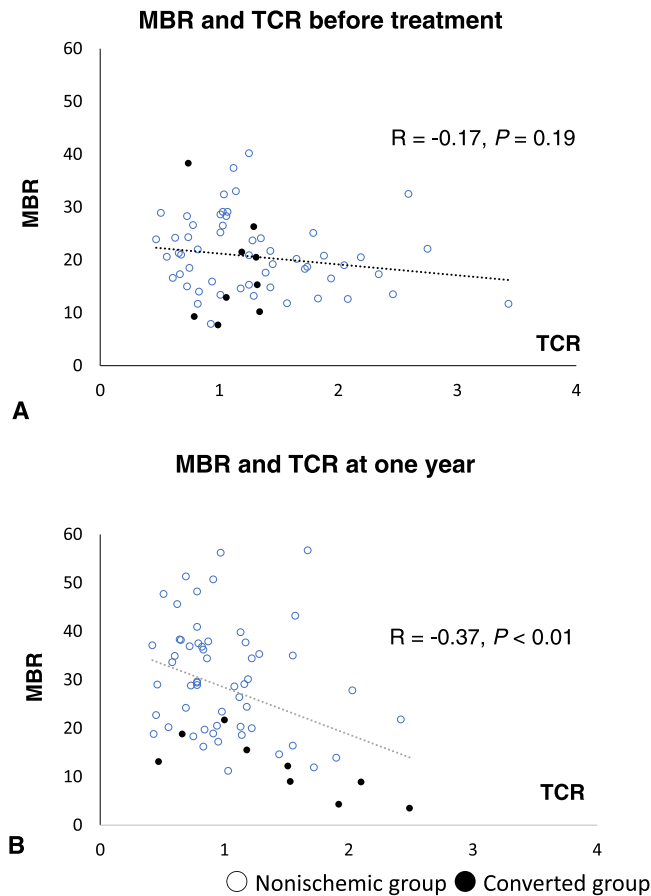 MBR and TCR before treatment
60
50
40
R = -0.17, P = 0.19
30
MBR
20
10
TCR
0
0 1 2 3 4
A
MBR and TCR at one year
60
50
40
R = -0.37, P < 0.01
30
MBR
20
10
TCR
0
0 1 2 3 4
B
Nonischemic group Converted group